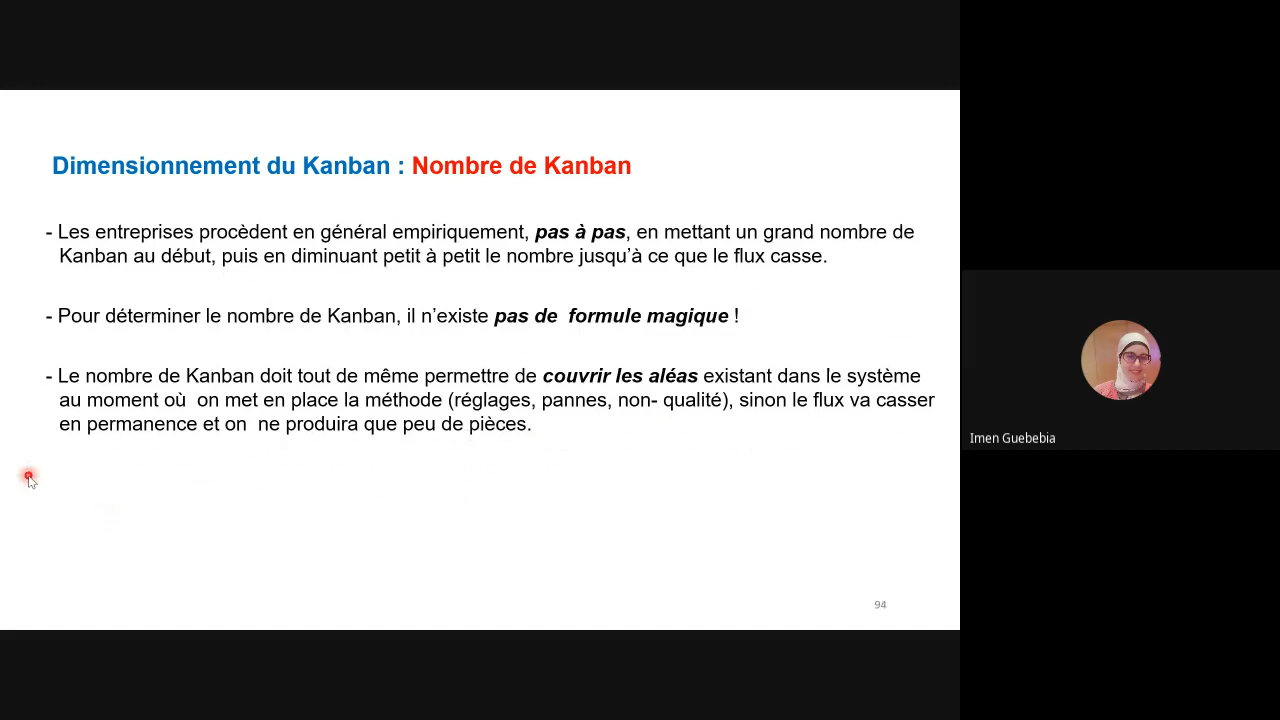 Dimensionnement du Kanban : Nombre de Kanban
- Les entreprises procèdent en général empiriquement, pas à pas, en mettant un grand nombre de
Kanban au début, puis en diminuant petit à petit le nombre jusqu'à ce que le flux casse.
- Pour déterminer le nombre de Kanban, il n'existe pas de formule magique !
- Le nombre de Kanban doit tout de même permettre de couvrir les aléas existant dans le système
au moment où on met en place la méthode (réglages, pannes, non- qualité), sinon le flux va casser
en permanence et on ne produira que peu de pièces.
94
Imen Guebebia